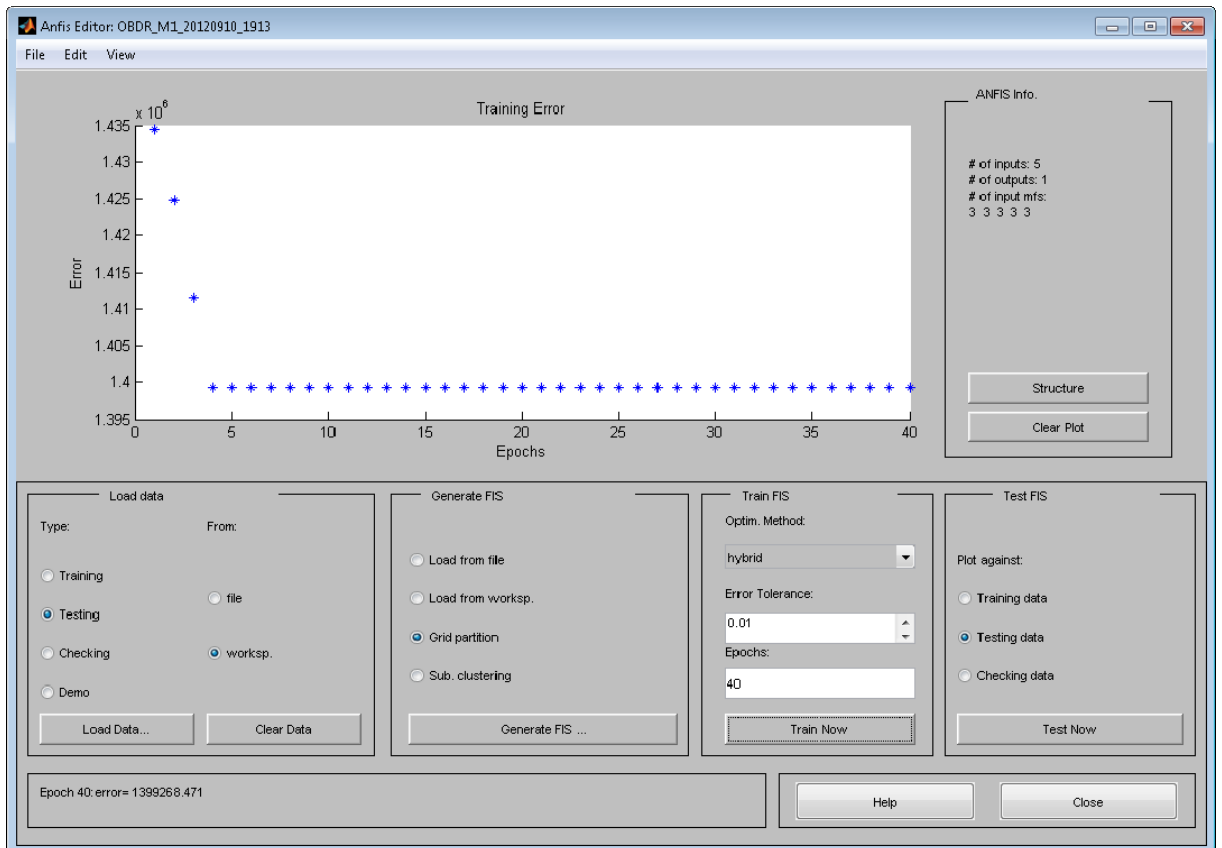 Anfis Editor: OBDR_M1_20120910_1913
File Edit View
Training Error
x 10^6
1.435
1.43
1.425
1.42
1.415
1.41
1.405
1.4
1.395
Error
0 5 10 15 20 25 30 35 40
Epochs
ANFIS Info.
# of inputs: 5
# of outputs: 1
# of input mfs:
3 3 3 3 3
Structure
Clear Plot
Load data
Type:
From:
Training
Testing
Checking
Demo
file
worksp.
Load Data...
Clear Data
Generate FIS
Load from file
Load from worksp.
Grid partition
Sub. clustering
Generate FIS ...
Train FIS
Optim. Method:
hybrid
Error Tolerance:
0.01
Epochs:
40
Train Now
Test FIS
Plot against:
Training data
Testing data
Checking data
Test Now
Epoch 40:error= 1399268.471
Help
Close